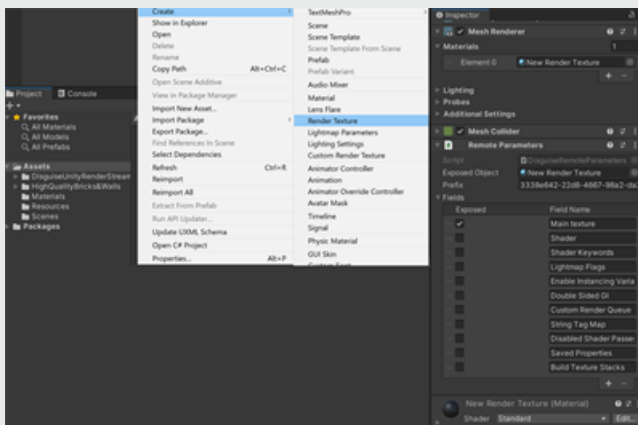 Project
Console
Favorites
All Materials
All Models
All Prefabs
Assets
DisguiseUnityRenderStream
HighQualityBricks&Walls
Materials
Resources
Scenes
Packages
Create
Show in Explorer
Open
Delete
Rename
Copy Path Alt+Ctrl+C
Open Scene Additive
View in Package Manager
Import New Asset...
Import Package
Export Package...
Find References In Scene
Select Dependencies
Refresh Ctrl+R
Reimport
Reimport All
Extract From Prefab
Run API Updater...
Update UXML Schema
Open C# Project
Properties... Alt+P
TextMeshPro
Scene
Scene Template
Scene Template From Scene
Prefab
Prefab Variant
Audio Mixer
Material
Lens Flare
Render Texture
Lightmap Parameters
Lighting Settings
Custom Render Texture
Animator Controller
Animation
Animator Override Controller
Avatar Mask
Timeline
Signal
Physic Material
GUI Skin
Inspector
Mesh Renderer
Materials 1
Element 0 New Render Texture
Lighting
Probes
Additional Settings
Mesh Collider
Remote Parameters
Script DisguiseRemoteParameters
Exposed Object New Render Texture
Prefix 3338e642-22d8-4667-98a2-da
Fields
Exposed Field Name
Main texture
Shader
Shader Keywords
Lightmap Flags
Enable Instancing Varia
Double Sided GI
Custom Render Queue
String Tag Map
Disabled Shader Passe
Saved Properties
Build Texture Stacks
New Render Texture (Material)
Shader Standard Edit...